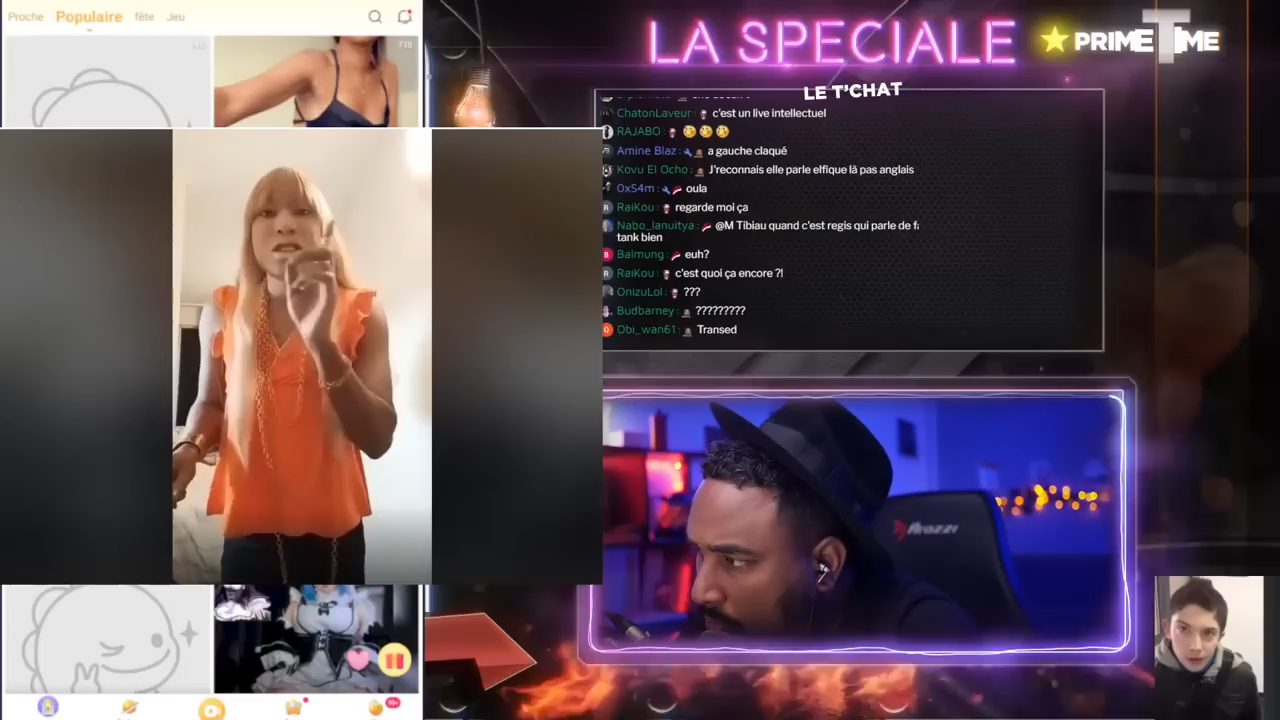 Proche Populaire fête Jeu
LA SPECIALE
PRIME TIME
LE T'CHAT
ChatonLaveur : c'est un live intellectuel
RAJABO :
Amine Blaz : a gauche claqué
Kovu El Ocho : J'reconnais elle parle elfique là pas anglais
0xS4m : oula
RaiKou : regarde moi ça
Nabo_lanuitya : @M Tibiau quand c'est regis qui parle de fa
tank bien
Balmung : euh?
RaiKou : c'est quoi ça encore ?!
OnizuLol : ???
Budbarney : ?????????
Obi_wan61 : Transed
Arozzi
99+